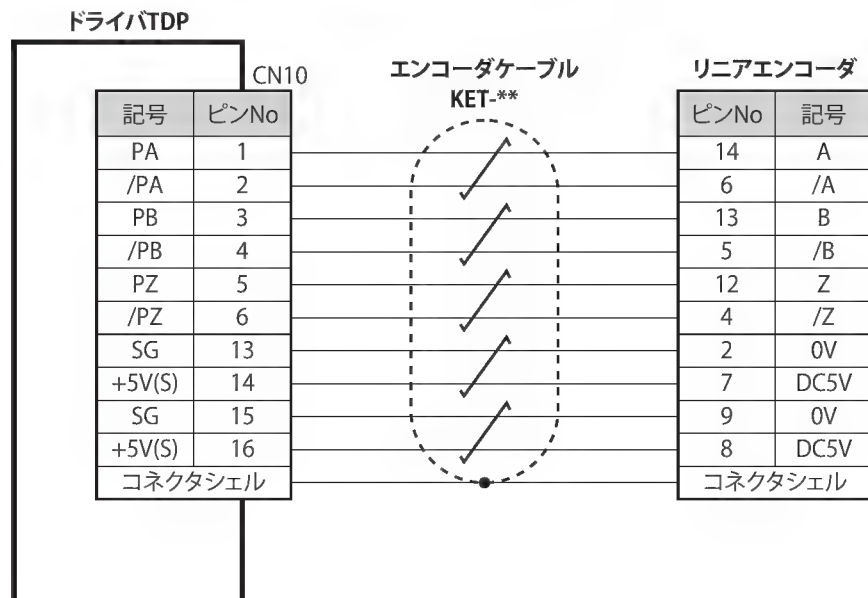 ドライバTDP
CN10
エンコーダケーブル
KET-**
リニアエンコーダ
記号 ピンNo ピンNo 記号
PA 1 14 A
/PA 2 6 /A
PB 3 13 B
/PB 4 5 /B
PZ 5 12 Z
/PZ 6 4 /Z
SG 13 2 0V
+5V(S) 14 7 DC5V
SG 15 9 0V
+5V(S) 16 8 DC5V
コネクタシェル コネクタシェル